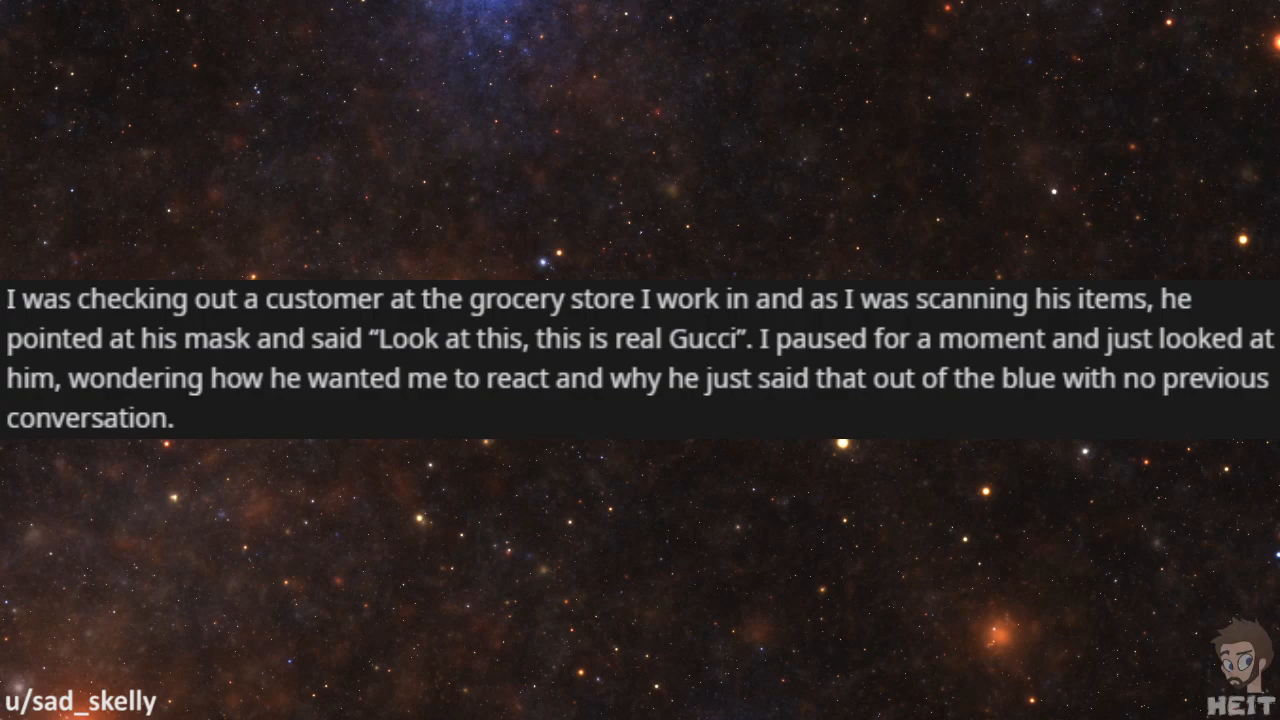 I was checking out a customer at the grocery store I work in and as I was scanning his items, he
pointed at his mask and said “Look at this, this is real Gucci”. I paused for a moment and just looked at
him, wondering how he wanted me to react and why he just said that out of the blue with no previous
conversation.
u/sad_skelly
HEIT